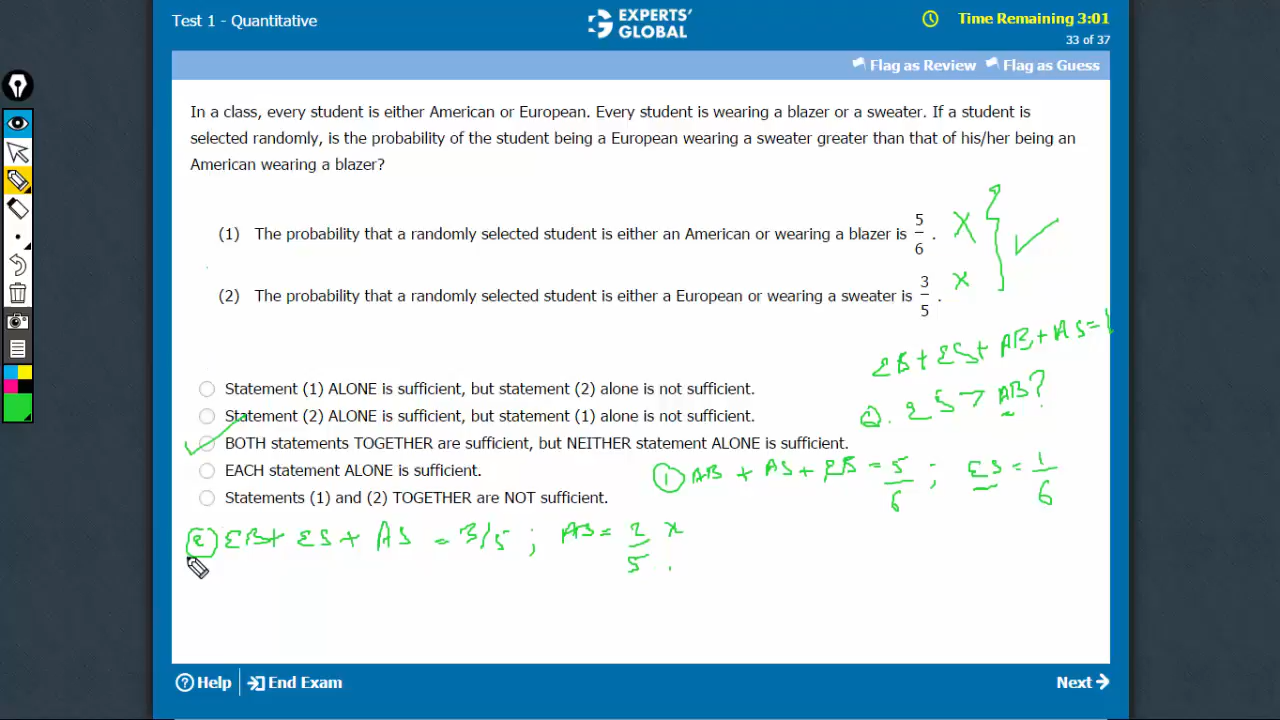 Test 1 - Quantitative
EXPERTS'
GLOBAL
Time Remaining 3:01
33 of 37
Flag as Review
Flag as Guess
In a class, every student is either American or European. Every student is wearing a blazer or a sweater. If a student is
selected randomly, is the probability of the student being a European wearing a sweater greater than that of his/her being an
American wearing a blazer?
(1) The probability that a randomly selected student is either an American or wearing a blazer is 5/6 . X
(2) The probability that a randomly selected student is either a European or wearing a sweater is 3/5 . X
EB + ES + AB + AS = 1
Q. ES > AB?
Statement (1) ALONE is sufficient, but statement (2) alone is not sufficient.
Statement (2) ALONE is sufficient, but statement (1) alone is not sufficient.
BOTH statements TOGETHER are sufficient, but NEITHER statement ALONE is sufficient.
EACH statement ALONE is sufficient.
Statements (1) and (2) TOGETHER are NOT sufficient.
① AB + AS + EB = 5/6 ; ES = 1/6
② EB + ES + AS = 3/5 ; AB = 2/5 x
Help
End Exam
Next